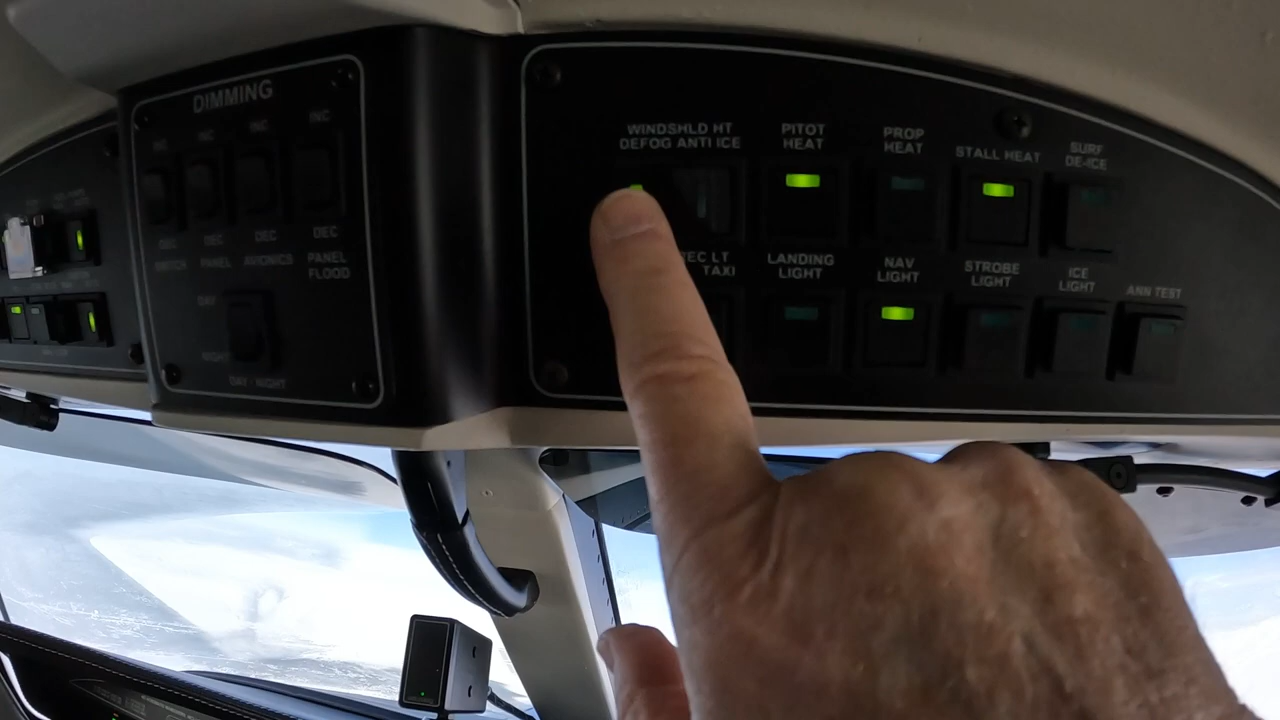 DIMMING
INC
INC
INC
INC
DEC
DEC
DEC
DEC
SWITCH
PANEL
AVIONICS
PANEL
FLOOD
DAY
NIGHT
DAY NIGHT
WINDSHLD HT
DEFOG ANTI ICE
PITOT
HEAT
PROP
HEAT
STALL HEAT
SURF
DE-ICE
LT
TAXI
LANDING
LIGHT
NAV
LIGHT
STROBE
LIGHT
ICE
LIGHT
ANN TEST